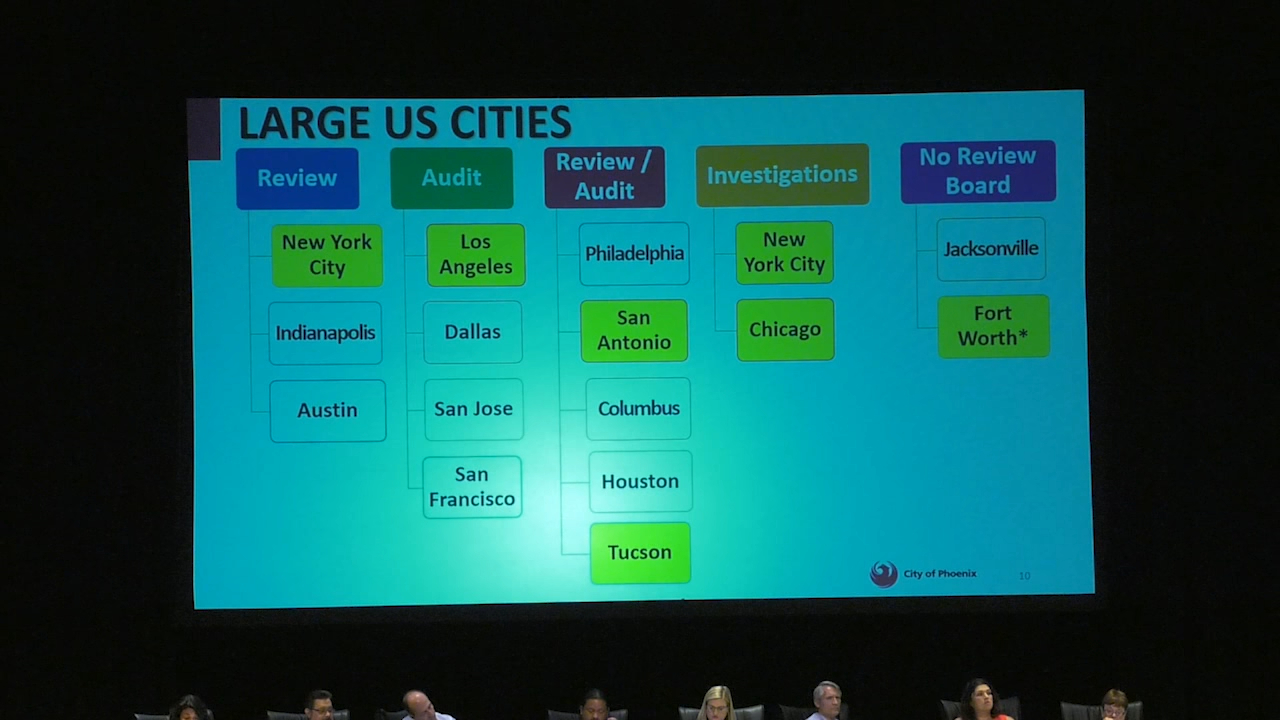 LARGE US CITIES
Review
New York
City
Indianapolis
Austin
Audit
Los
Angeles
Dallas
San Jose
San
Francisco
Review /
Audit
Philadelphia
San
Antonio
Columbus
Houston
Tucson
Investigations
New
York City
Chicago
No Review
Board
Jacksonville
Fort
Worth*
City of Phoenix
10